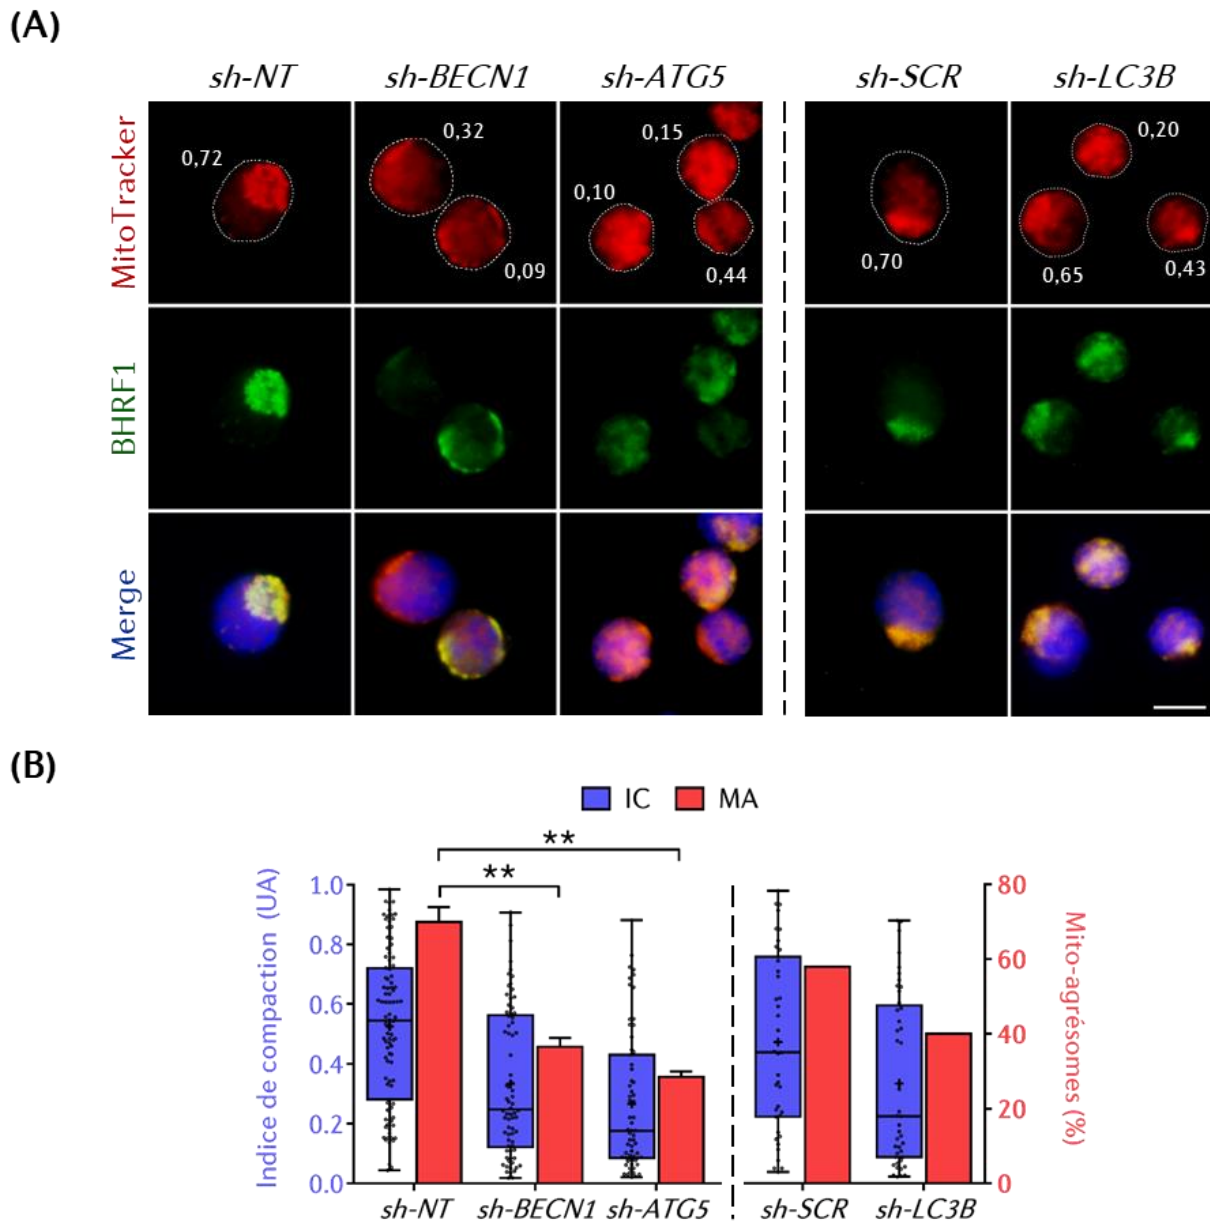 (A)
sh-NT sh-BECN1 sh-ATG5 sh-SCR sh-LC3B
MitoTracker
0,72
0,32
0,09
0,15
0,10
0,44
0,70
0,20
0,65
0,43
BHRF1
Merge
(B)
IC MA
**
**
Indice de compaction (UA)
1.0
0.8
0.6
0.4
0.2
0.0
80
60
40
20
0
Mito-agrésomes (%)
sh-NT sh-BECN1 sh-ATG5 sh-SCR sh-LC3B